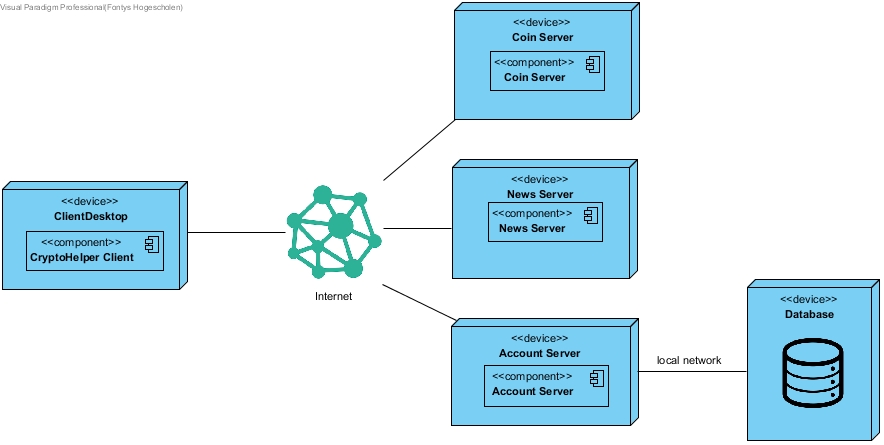 Visual Paradigm Professional(Fontys Hogescholen)
<<device>>
Coin Server
<<component>>
Coin Server
<<device>>
ClientDesktop
<<component>>
CryptoHelper Client
Internet
<<device>>
News Server
<<component>>
News Server
<<device>>
Account Server
<<component>>
Account Server
local network
<<device>>
Database